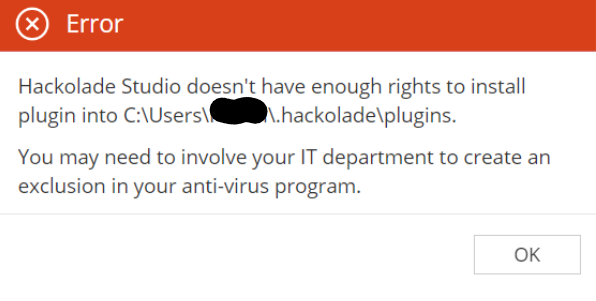 Error
Hackolade Studio doesn't have enough rights to install
plugin into C:\Users\ \.hackolade\plugins.
You may need to involve your IT department to create an
exclusion in your anti-virus program.
OK